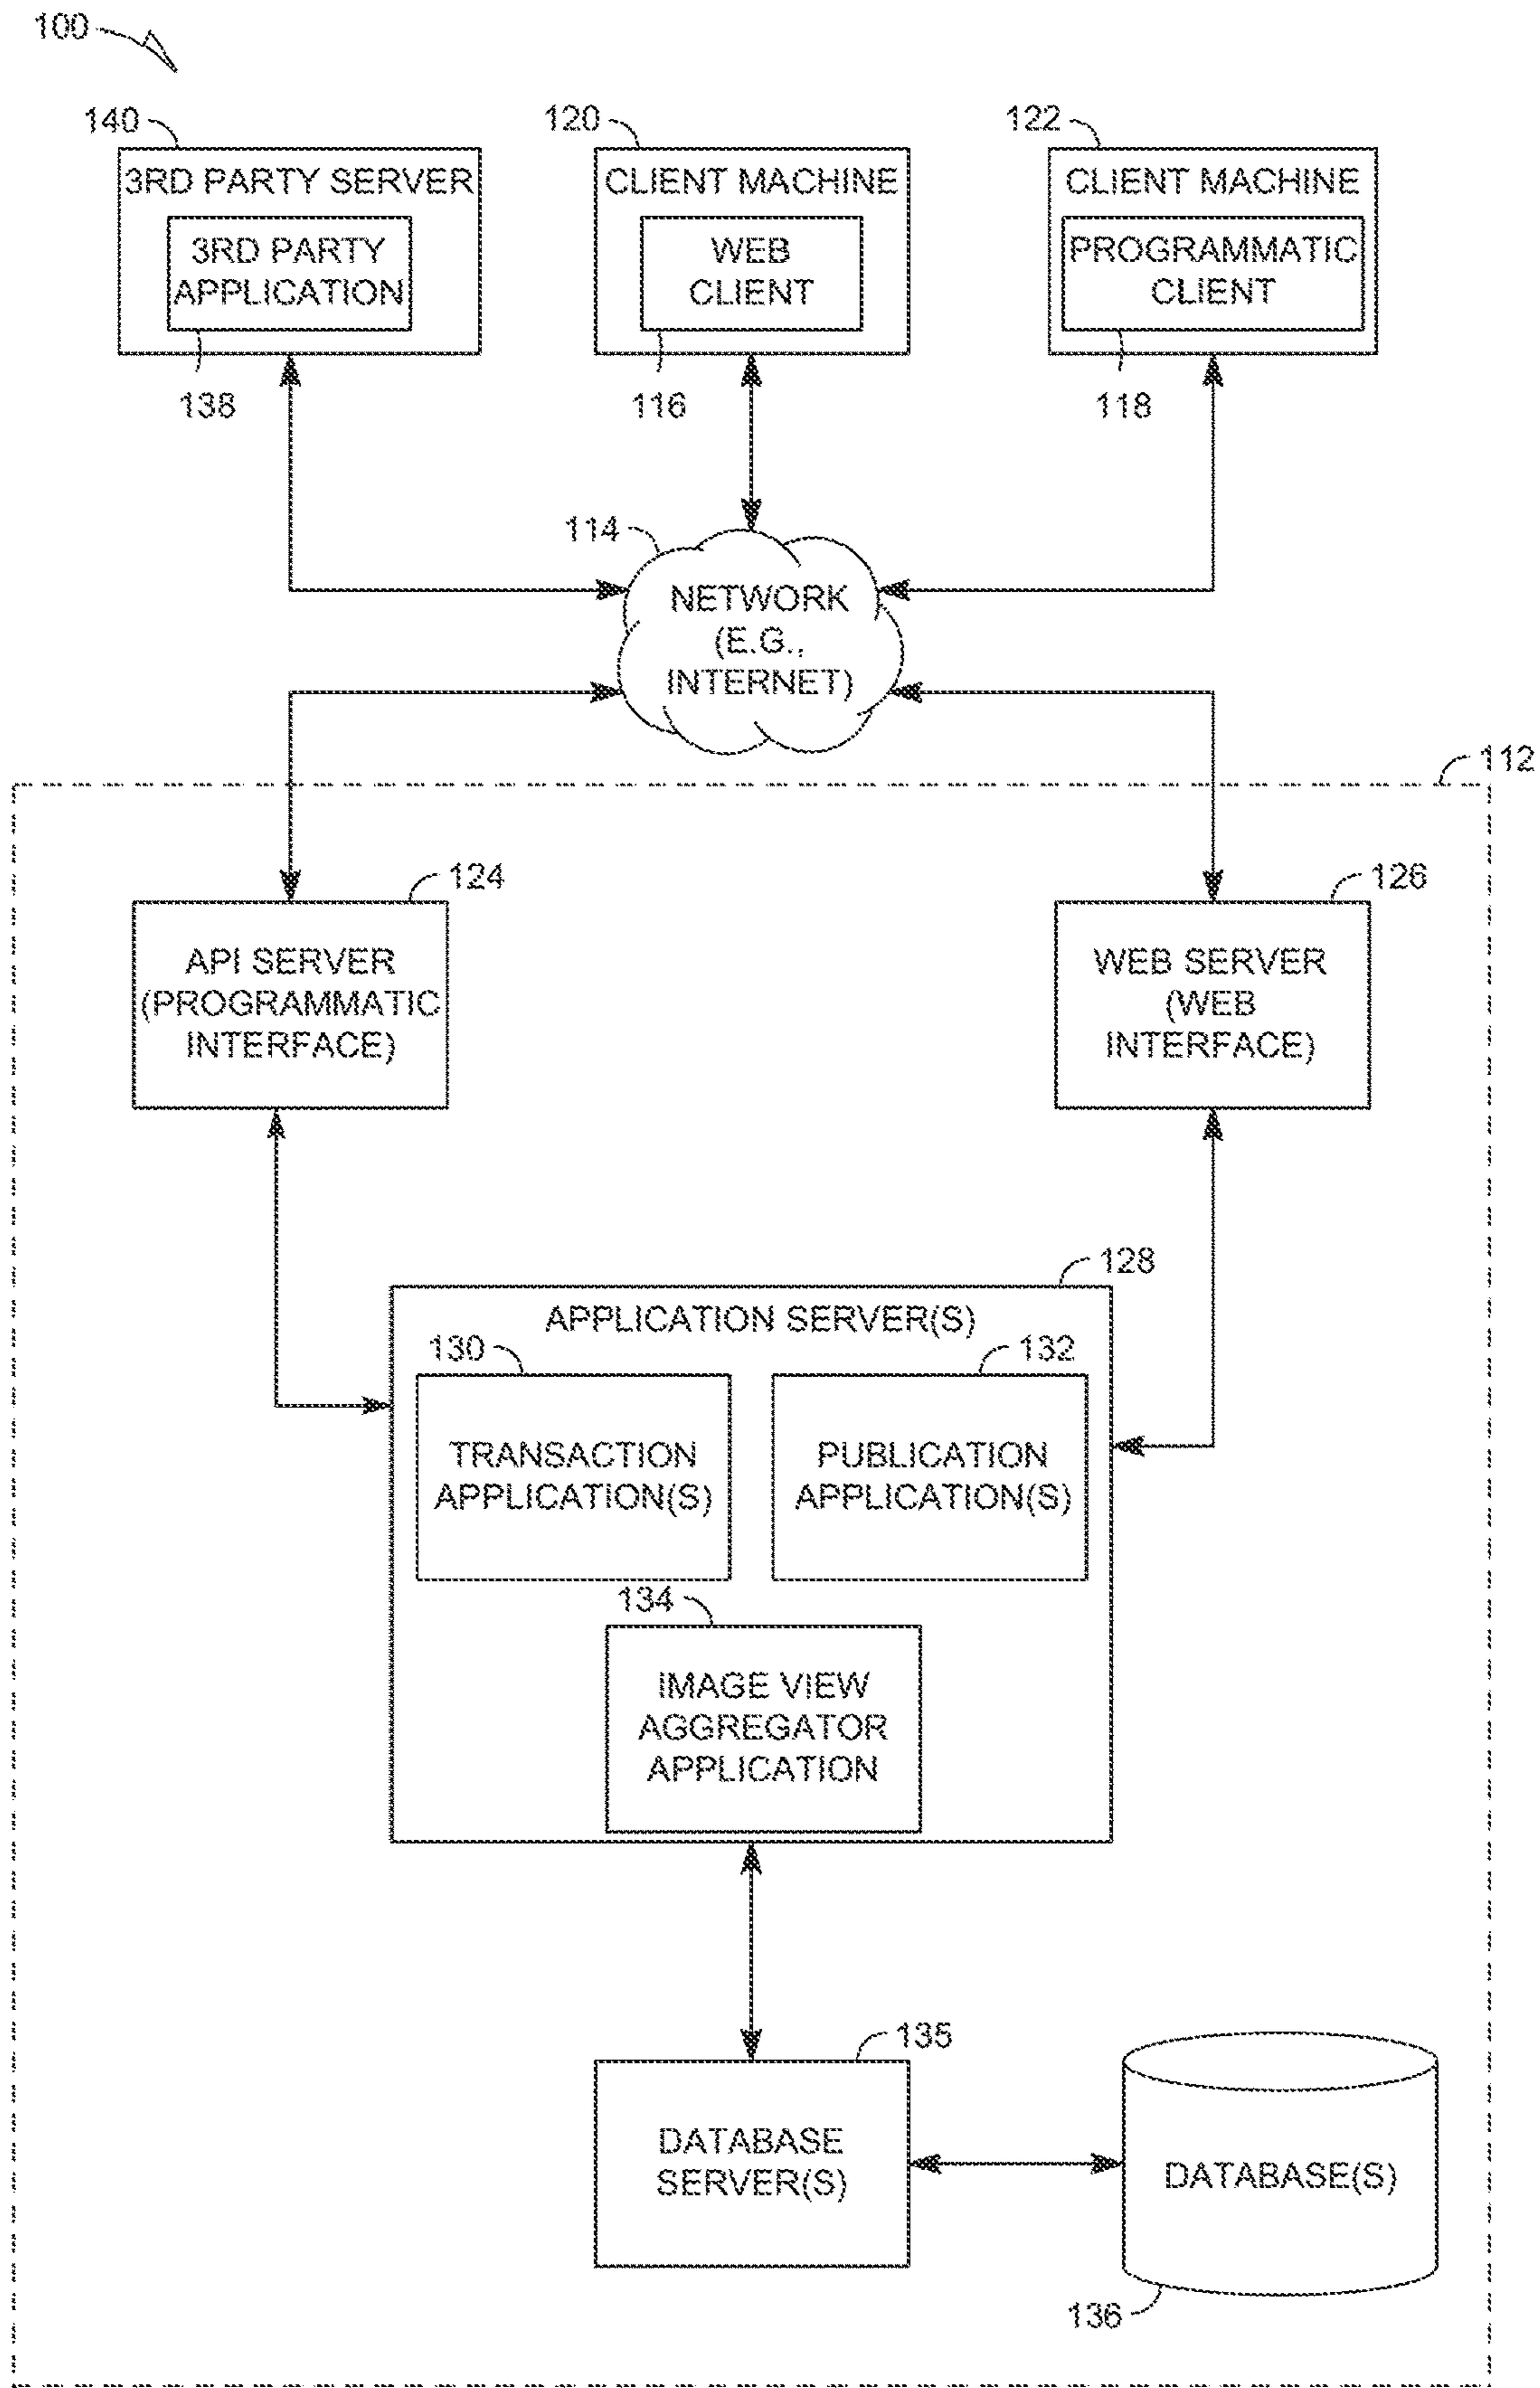 100
140
3RD PARTY SERVER
3RD PARTY
APPLICATION
138
120
CLIENT MACHINE
WEB
CLIENT
116
122
CLIENT MACHINE
PROGRAMMATIC
CLIENT
118
114
NETWORK
(E.G.,
INTERNET)
112
124
API SERVER
(PROGRAMMATIC
INTERFACE)
126
WEB SERVER
(WEB
INTERFACE)
128
APPLICATION SERVER(S)
130
TRANSACTION
APPLICATION(S)
132
PUBLICATION
APPLICATION(S)
134
IMAGE VIEW
AGGREGATOR
APPLICATION
135
DATABASE
SERVER(S)
DATABASE(S)
136